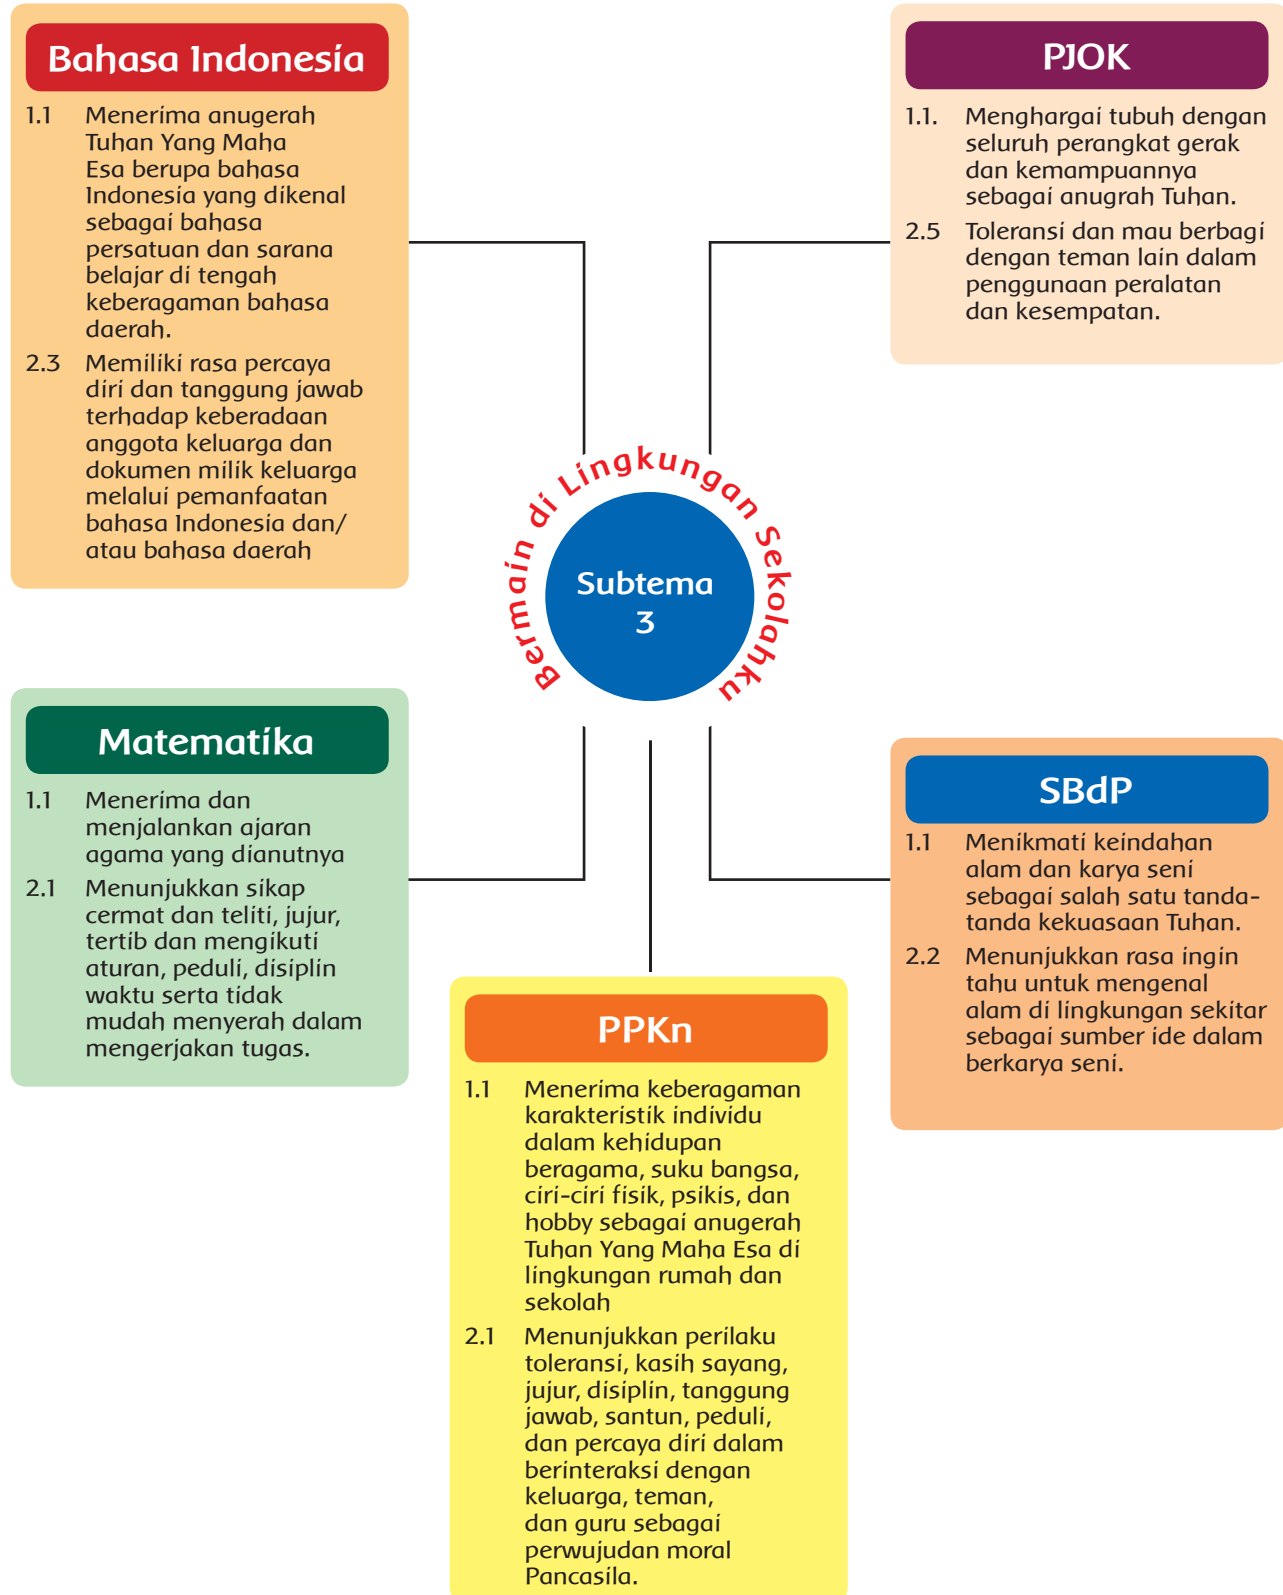 Bahasa Indonesia
1.1 Menerima anugerah
Tuhan Yang Maha
Esa berupa bahasa
Indonesia yang dikenal
sebagai bahasa
persatuan dan sarana
belajar di tengah
keberagaman bahasa
daerah.
2.3 Memiliki rasa percaya
diri dan tanggung jawab
terhadap keberadaan
anggota keluarga dan
dokumen milik keluarga
melalui pemanfaatan
bahasa Indonesia dan/
atau bahasa daerah
PJOK
1.1. Menghargai tubuh dengan
seluruh perangkat gerak
dan kemampuannya
sebagai anugrah Tuhan.
2.5 Toleransi dan mau berbagi
dengan teman lain dalam
penggunaan peralatan
dan kesempatan.
Bermain di Lingkungan Sekolahku
Subtema
3
Matematika
1.1 Menerima dan
menjalankan ajaran
agama yang dianutnya
2.1 Menunjukkan sikap
cermat dan teliti, jujur,
tertib dan mengikuti
aturan, peduli, disiplin
waktu serta tidak
mudah menyerah dalam
mengerjakan tugas.
SBdP
1.1 Menikmati keindahan
alam dan karya seni
sebagai salah satu tanda-
tanda kekuasaan Tuhan.
2.2 Menunjukkan rasa ingin
tahu untuk mengenal
alam di lingkungan sekitar
sebagai sumber ide dalam
berkarya seni.
PPKn
1.1 Menerima keberagaman
karakteristik individu
dalam kehidupan
beragama, suku bangsa,
ciri-ciri fisik, psikis, dan
hobby sebagai anugerah
Tuhan Yang Maha Esa di
lingkungan rumah dan
sekolah
2.1 Menunjukkan perilaku
toleransi, kasih sayang,
jujur, disiplin, tanggung
jawab, santun, peduli,
dan percaya diri dalam
berinteraksi dengan
keluarga, teman,
dan guru sebagai
perwujudan moral
Pancasila.